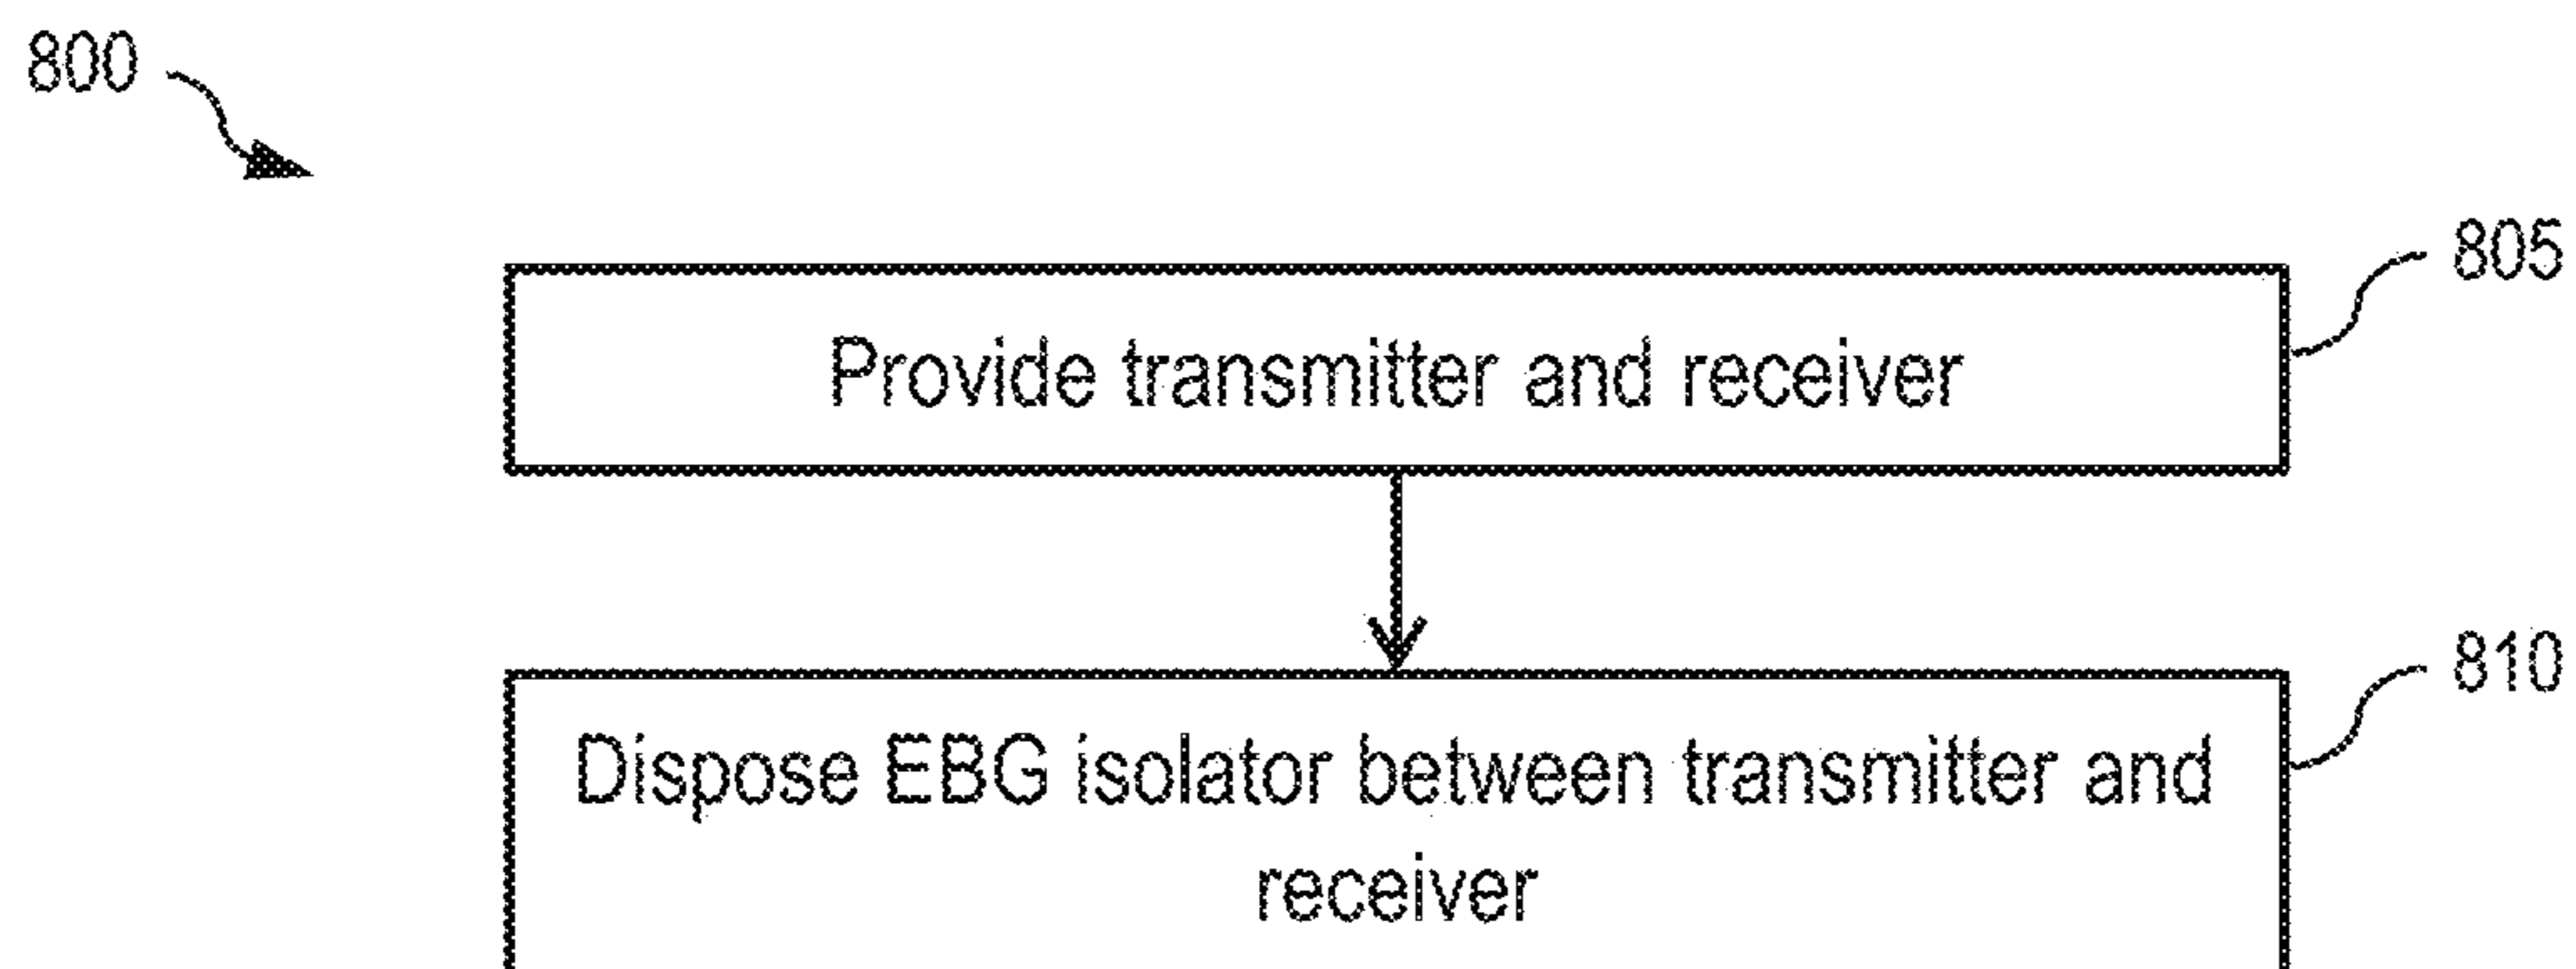 800
805
Provide transmitter and receiver
810
Dispose EBG isolator between transmitter and
receiver